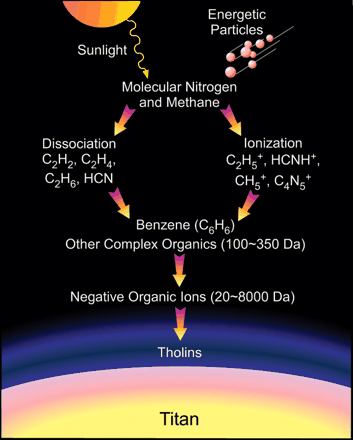 Sunlight
Energetic
Particles
Molecular Nitrogen
and Methane
Dissociation
C₂H₂, C₂H₄,
C₂H₆, HCN
Ionization
C₂H₅⁺, HCNH⁺,
CH₅⁺, C₄N₅⁺
Benzene (C₆H₆)
Other Complex Organics (100~350 Da)
Negative Organic Ions (20~8000 Da)
Tholins
Titan